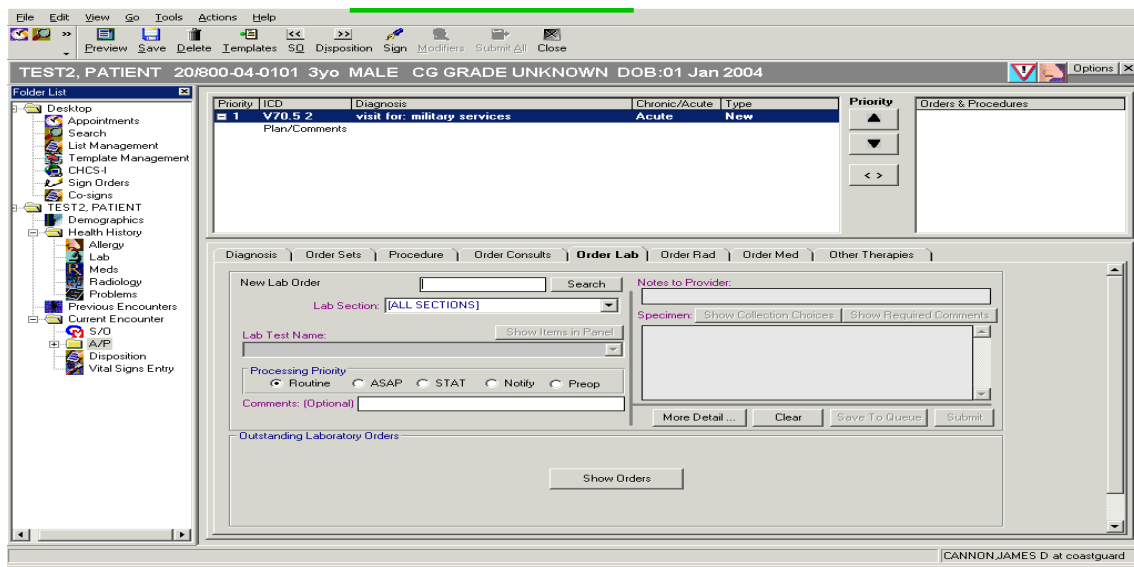 File Edit View Go Tools Actions Help
Preview Save Delete Templates SO Disposition Sign Modifiers Submit All Close
TEST2, PATIENT 20/800-04-0101 3yo MALE CG GRADE UNKNOWN DOB:01 Jan 2004
Options
Folder List
Desktop
Appointments
Search
List Management
Template Management
CHCS-I
Sign Orders
Co-signs
TEST2, PATIENT
Demographics
Health History
Allergy
Lab
Meds
Radiology
Problems
Previous Encounters
Current Encounter
S/O
A/P
Disposition
Vital Signs Entry
Priority ICD Diagnosis Chronic/Acute Type
1 V70.5 2 visit for: military services Acute New
Plan/Comments
Priority
< >
Orders & Procedures
Diagnosis Order Sets Procedure Order Consults Order Lab Order Rad Order Med Other Therapies
New Lab Order Search
Lab Section: [ALL SECTIONS]
Lab Test Name: Show Items in Panel
Processing Priority
Routine ASAP STAT Notify Preop
Comments: (Optional)
Notes to Provider:
Specimen: Show Collection Choices Show Required Comments
More Detail ... Clear Save To Queue Submit
Outstanding Laboratory Orders
Show Orders
CANNON,JAMES D at coastguard